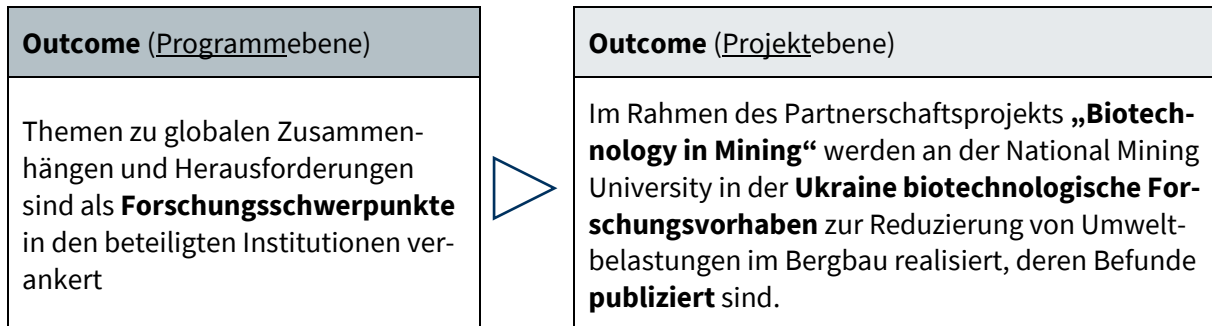 Outcome (Programmebene)
Themen zu globalen Zusammen-
hängen und Herausforderungen
sind als Forschungsschwerpunkte
in den beteiligten Institutionen ver-
ankert
Outcome (Projektebene)
Im Rahmen des Partnerschaftsprojekts „Biotech-
nology in Mining“ werden an der National Mining
University in der Ukraine biotechnologische For-
schungsvorhaben zur Reduzierung von Umwelt-
belastungen im Bergbau realisiert, deren Befunde
publiziert sind.